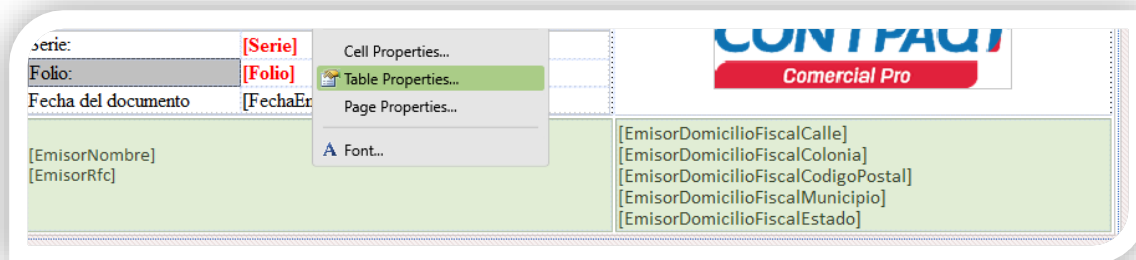 Serie:
[Serie]
Folio:
[Folio]
Fecha del documento
[FechaEm
Cell Properties...
Table Properties...
Page Properties...
A Font...
CONTPAQi
Comercial Pro
[EmisorNombre]
[EmisorRfc]
[EmisorDomicilioFiscalCalle]
[EmisorDomicilioFiscalColonia]
[EmisorDomicilioFiscalCodigoPostal]
[EmisorDomicilioFiscalMunicipio]
[EmisorDomicilioFiscalEstado]